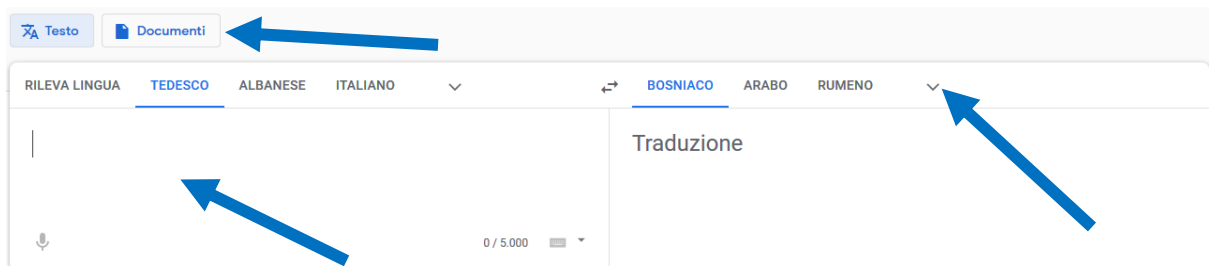 Testo Documenti
RILEVA LINGUA TEDESCO ALBANESE ITALIANO BOSNIACO ARABO RUMENO
Traduzione
0 / 5.000